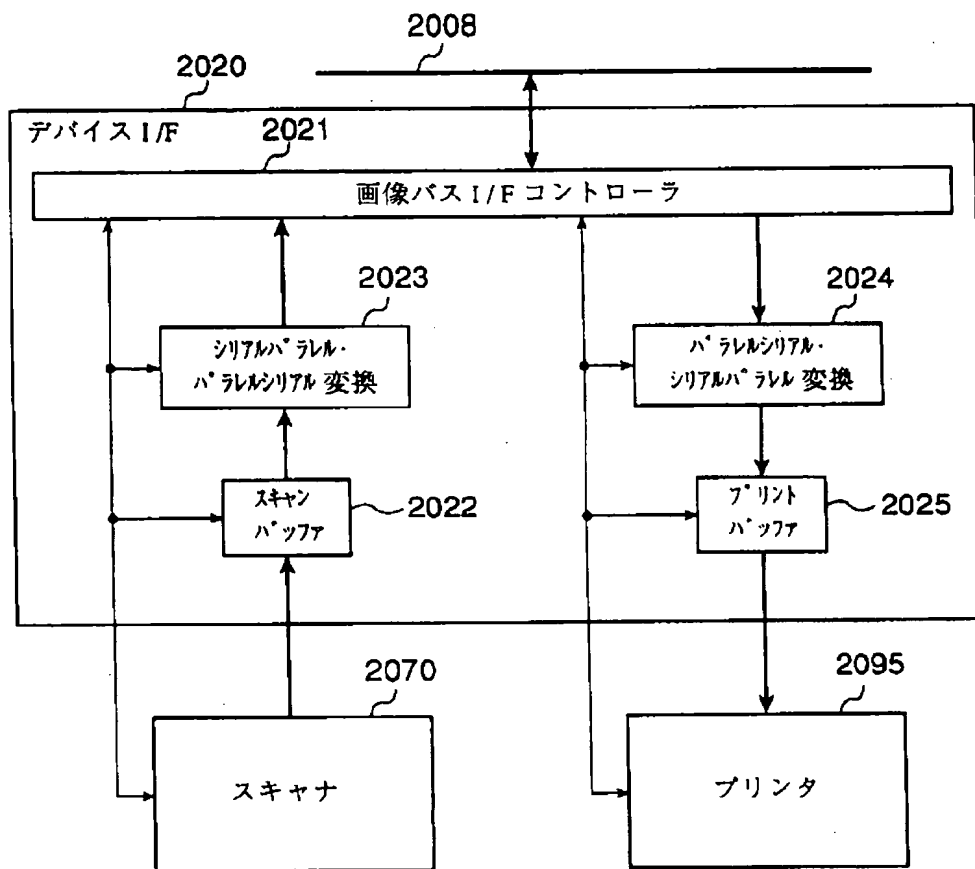 2008
2020
デバイス I/F
2021
画像バス I/F コントローラ
2023
シリアルパラレル・
パラレルシリアル 変換
2024
パラレルシリアル・
シリアルパラレル 変換
スキャン
バッファ
2022
プリント
バッファ
2025
2070
スキャナ
2095
プリンタ